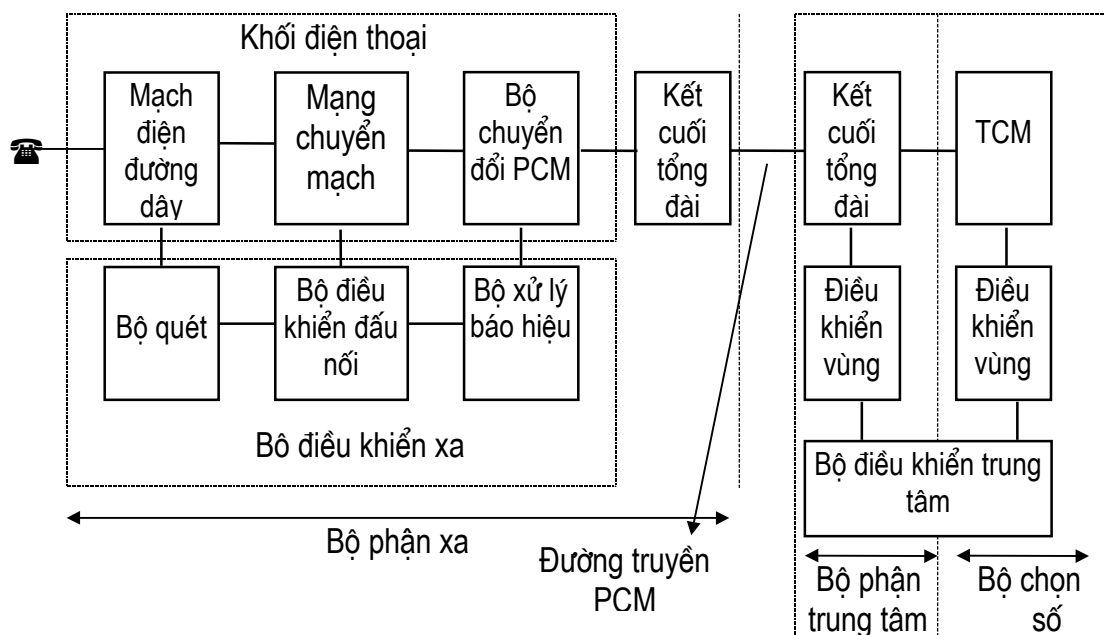 Khối điện thoại
Mạch
điện
đường
dây
Mạng
chuyển
mạch
Bộ
chuyển
đổi PCM
Kết
cuối
tổng
đài
Kết
cuối
tổng
đài
TCM
Bộ quét
Bộ điều
khiển đấu
nối
Bộ xử lý
báo hiệu
Điều
khiển
vùng
Điều
khiển
vùng
Bô điều khiển xa
Bộ điều khiển trung
tâm
Bộ phận xa
Đường truyền
PCM
Bộ phận
trung tâm
Bộ chọn
số